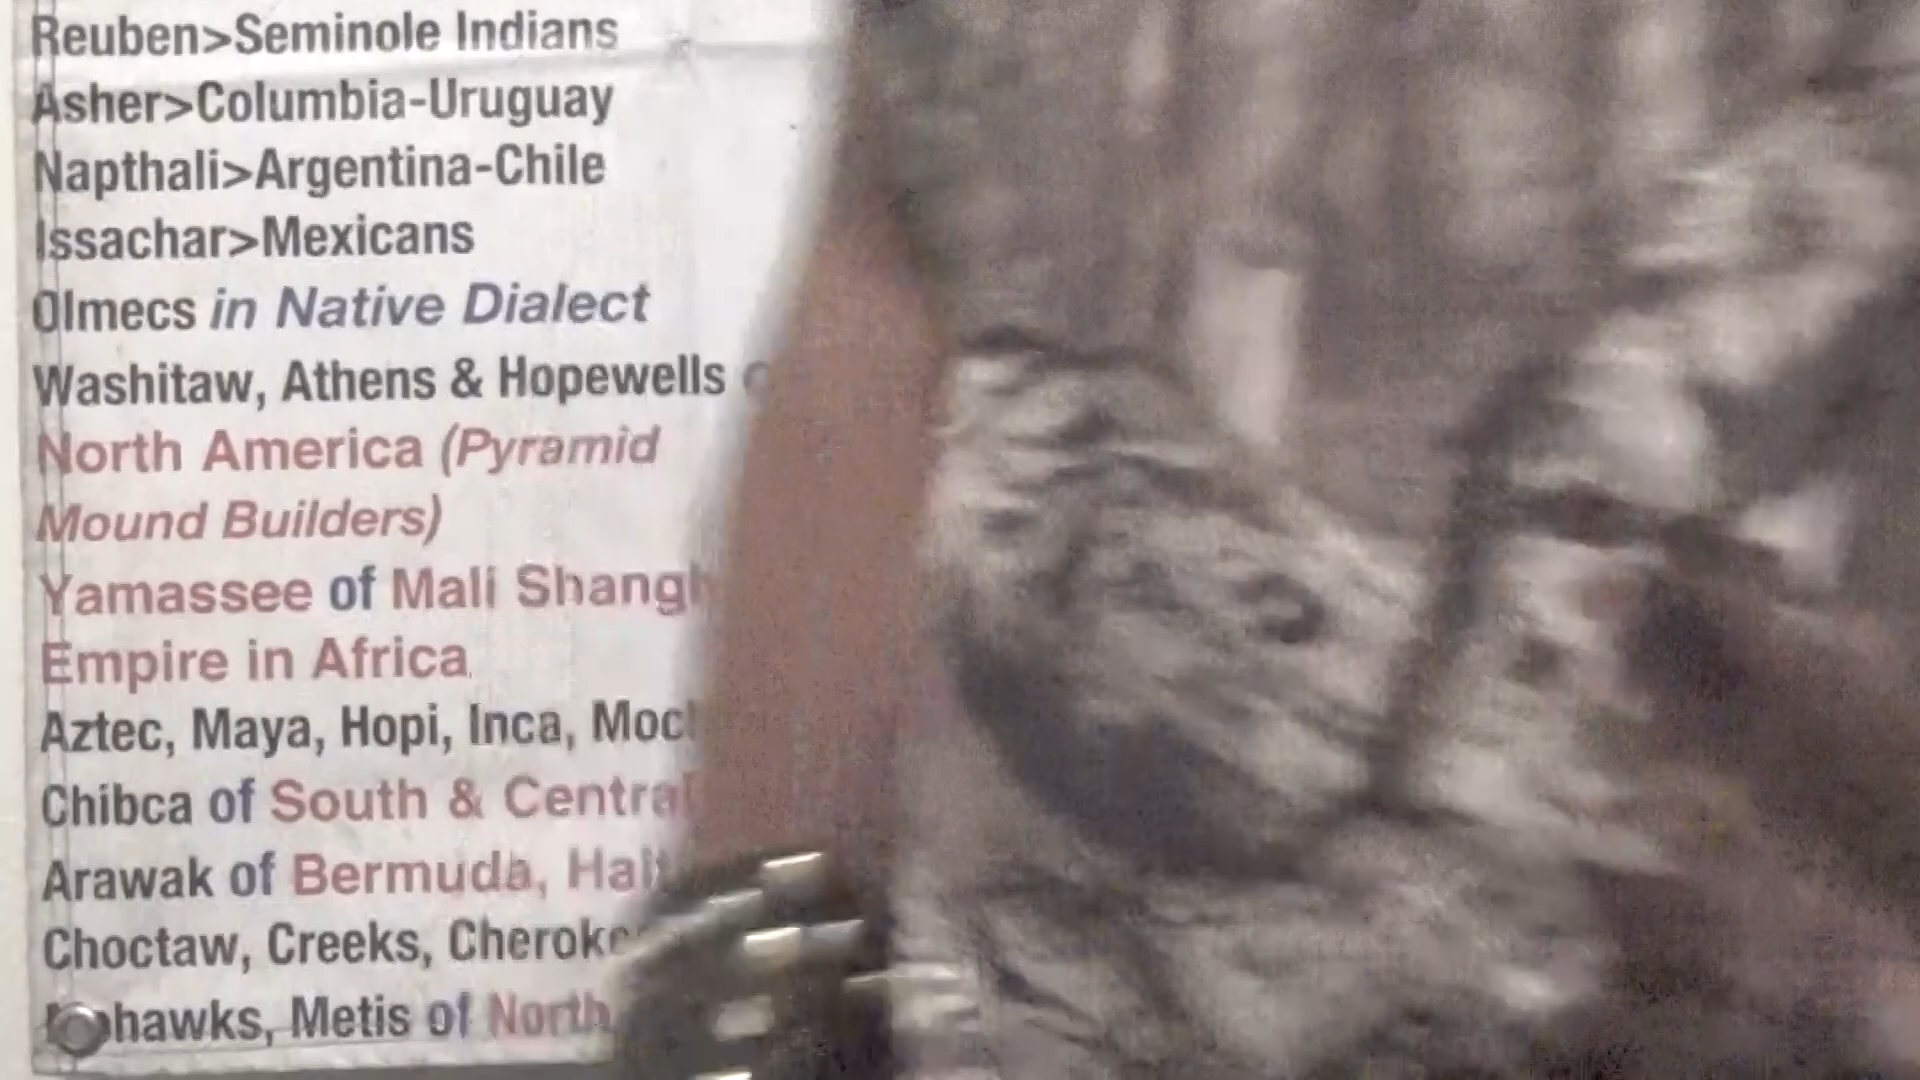 Reuben>Seminole Indians
Asher>Columbia-Uruguay
Napthali>Argentina-Chile
Issachar>Mexicans
Olmecs in Native Dialect
Washitaw, Athens & Hopewells
North America (Pyramid
Mound Builders)
Yamassee of Mali
Empire in Africa
Aztec, Maya, Hopi, Inca,
Chibca of South &
Arawak of Bermuda,
Choctaw, Creeks,
Metis of North